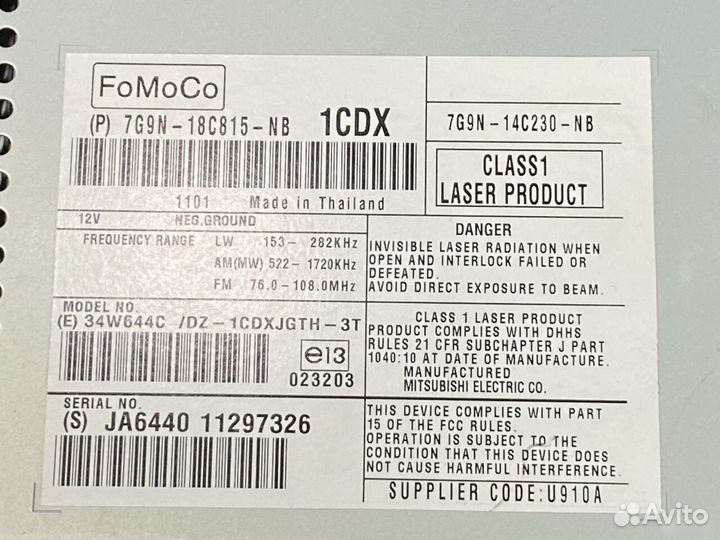 FoMoCo
(P) 7G9N-18C815-NB 1CDX
1101 Made in Thailand
7G9N-14C230-NB
CLASS1
LASER PRODUCT
12V NEG.GROUND
FREQUENCY RANGE LW 153- 282KHz
AM(MW) 522- 1720KHz
FM 76.0-108.0MHz
DANGER
INVISIBLE LASER RADIATION WHEN
OPEN AND INTERLOCK FAILED OR
DEFEATED.
AVOID DIRECT EXPOSURE TO BEAM.
MODEL NO.
(E) 34W644C /DZ-1CDXJGTH-3T
e13
023203
CLASS 1 LASER PRODUCT
PRODUCT COMPLIES WITH DHHS
RULES 21 CFR SUBCHAPTER J PART
1040:10 AT DATE OF MANUFACTURE.
MANUFACTURED
MITSUBISHI ELECTRIC CO.
SERIAL NO.
(S) JA6440 11297326
THIS DEVICE COMPLIES WITH PART
15 OF THE FCC RULES.
OPERATION IS SUBJECT TO THE
CONDITION THAT THIS DEVICE DOES
NOT CAUSE HARMFUL INTERFERENCE.
SUPPLIER CODE:U910A
Avito